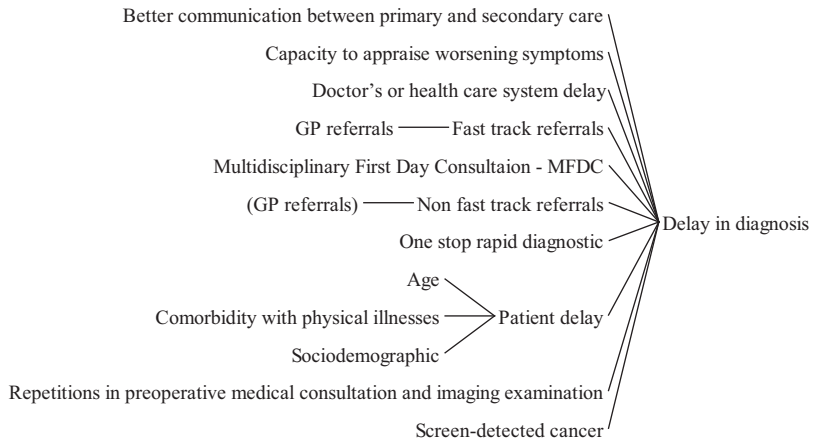 Better communication between primary and secondary care
Capacity to appraise worsening symptoms
Doctor’s or health care system delay
GP referrals Fast track referrals
Multidisciplinary First Day Consultaion - MFDC
(GP referrals) Non fast track referrals
Delay in diagnosis
One stop rapid diagnostic
Age
Comorbidity with physical illnesses Patient delay
Sociodemographic
Repetitions in preoperative medical consultation and imaging examination
Screen-detected cancer